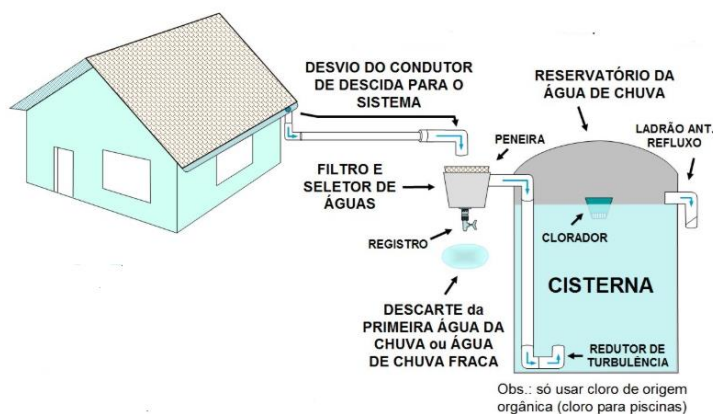 DESVIO DO CONDUTOR
DE DESCIDA PARA O
SISTEMA
RESERVATÓRIO DA
ÁGUA DE CHUVA
LADRÃO ANT.
REFLUXO
PENEIRA
FILTRO E
SELETOR DE
ÁGUAS
REGISTRO
CLORADOR
CISTERNA
DESCARTE da
PRIMEIRA ÁGUA DA
CHUVA ou ÁGUA
DE CHUVA FRACA
REDUTOR DE
TURBULÊNCIA
Obs.: só usar cloro de origem
orgânica (cloro para piscinas)